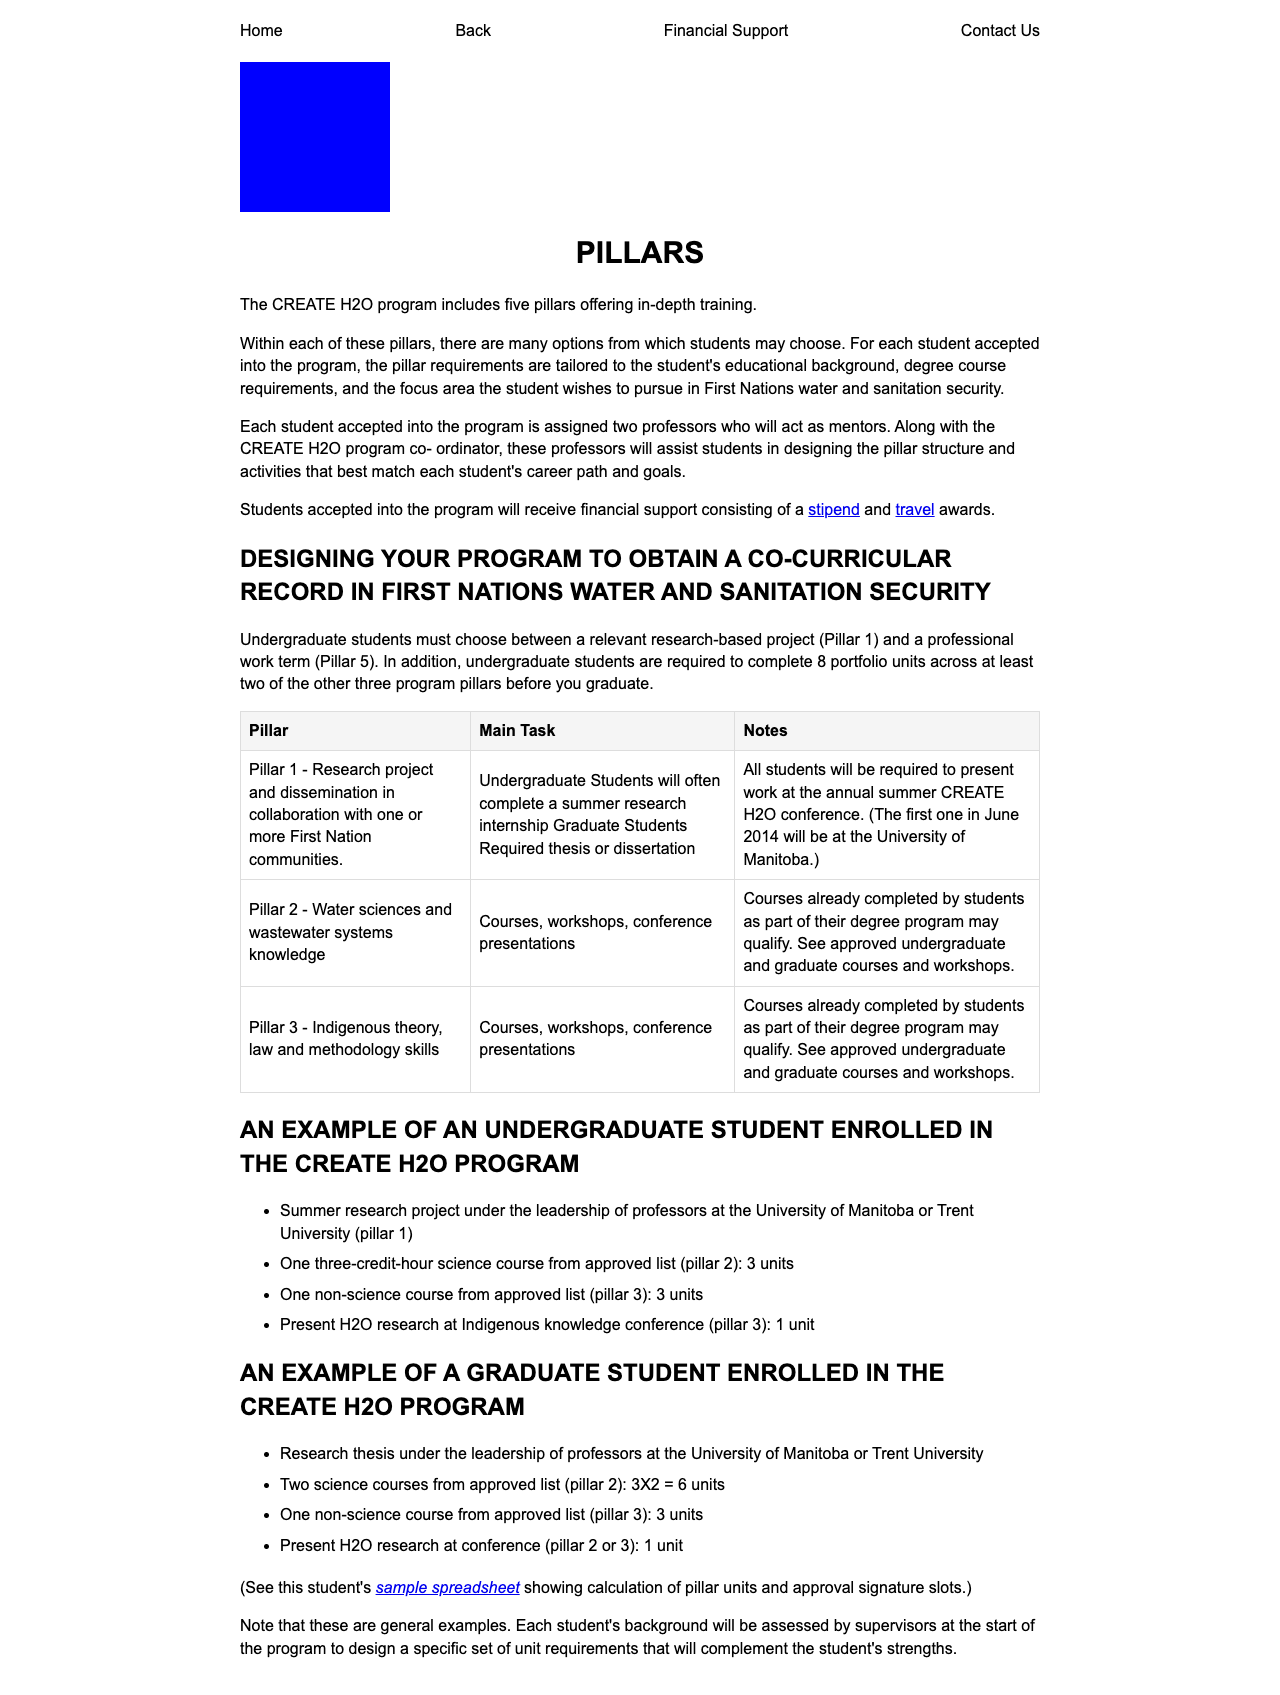 Home Back Financial Support Contact Us
PILLARS
The CREATE H2O program includes five pillars offering in-depth training.
Within each of these pillars, there are many options from which students may choose. For each student accepted
into the program, the pillar requirements are tailored to the student's educational background, degree course
requirements, and the focus area the student wishes to pursue in First Nations water and sanitation security.
Each student accepted into the program is assigned two professors who will act as mentors. Along with the
CREATE H2O program co- ordinator, these professors will assist students in designing the pillar structure and
activities that best match each student's career path and goals.
Students accepted into the program will receive financial support consisting of a stipend and travel awards.
DESIGNING YOUR PROGRAM TO OBTAIN A CO-CURRICULAR
RECORD IN FIRST NATIONS WATER AND SANITATION SECURITY
Undergraduate students must choose between a relevant research-based project (Pillar 1) and a professional
work term (Pillar 5). In addition, undergraduate students are required to complete 8 portfolio units across at least
two of the other three program pillars before you graduate.
Pillar Main Task Notes
Pillar 1 - Research project
and dissemination in
collaboration with one or
more First Nation
communities.
Undergraduate Students will often
complete a summer research
internship Graduate Students
Required thesis or dissertation
All students will be required to present
work at the annual summer CREATE
H2O conference. (The first one in June
2014 will be at the University of
Manitoba.)
Pillar 2 - Water sciences and
wastewater systems
knowledge
Courses, workshops, conference
presentations
Courses already completed by students
as part of their degree program may
qualify. See approved undergraduate
and graduate courses and workshops.
Pillar 3 - Indigenous theory,
law and methodology skills
Courses, workshops, conference
presentations
Courses already completed by students
as part of their degree program may
qualify. See approved undergraduate
and graduate courses and workshops.
AN EXAMPLE OF AN UNDERGRADUATE STUDENT ENROLLED IN
THE CREATE H2O PROGRAM
• Summer research project under the leadership of professors at the University of Manitoba or Trent
University (pillar 1)
• One three-credit-hour science course from approved list (pillar 2): 3 units
• One non-science course from approved list (pillar 3): 3 units
• Present H2O research at Indigenous knowledge conference (pillar 3): 1 unit
AN EXAMPLE OF A GRADUATE STUDENT ENROLLED IN THE
CREATE H2O PROGRAM
• Research thesis under the leadership of professors at the University of Manitoba or Trent University
• Two science courses from approved list (pillar 2): 3X2 = 6 units
• One non-science course from approved list (pillar 3): 3 units
• Present H2O research at conference (pillar 2 or 3): 1 unit
(See this student's sample spreadsheet showing calculation of pillar units and approval signature slots.)
Note that these are general examples. Each student's background will be assessed by supervisors at the start of
the program to design a specific set of unit requirements that will complement the student's strengths.